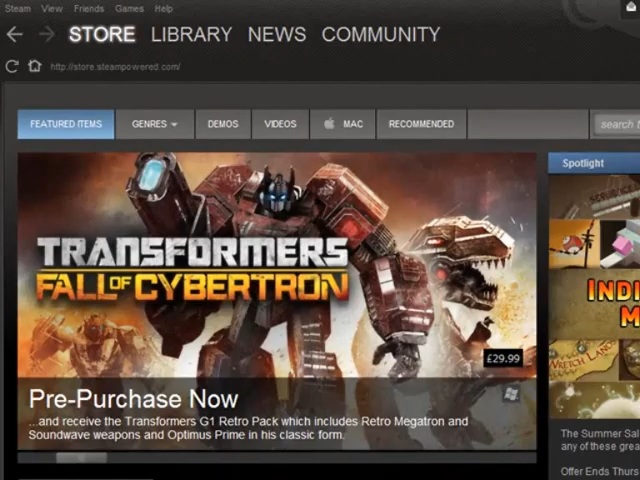 Steam View Friends Games Help
STORE LIBRARY NEWS COMMUNITY
http://store.steampowered.com/
FEATURED ITEMS GENRES DEMOS VIDEOS MAC RECOMMENDED search
Spotlight
TRANSFORMERS
FALL OF CYBERTRON
INDI
M
£29.99
WRETCH LAND
Pre-Purchase Now
...and receive the Transformers G1 Retro Pack which includes Retro Megatron and
Soundwave weapons and Optimus Prime in his classic form.
The Summer Sal
any of these grea
Offer Ends Thurs